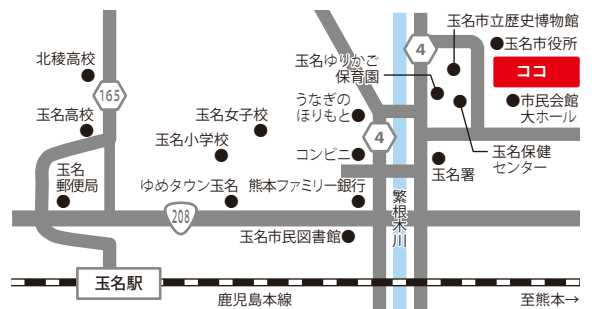 玉名市立歴史博物館
4
玉名市役所
北稜高校
玉名ゆりかご
保育園
ココ
165
うなぎの
ほりもと
市民会館
大ホール
玉名高校
玉名女子校
4
玉名小学校
コンビニ
玉名保健
センター
玉名
郵便局
玉名署
ゆめタウン玉名
熊本ファミリー銀行
繁根木川
208
玉名市民図書館
玉名駅
鹿児島本線
至熊本→